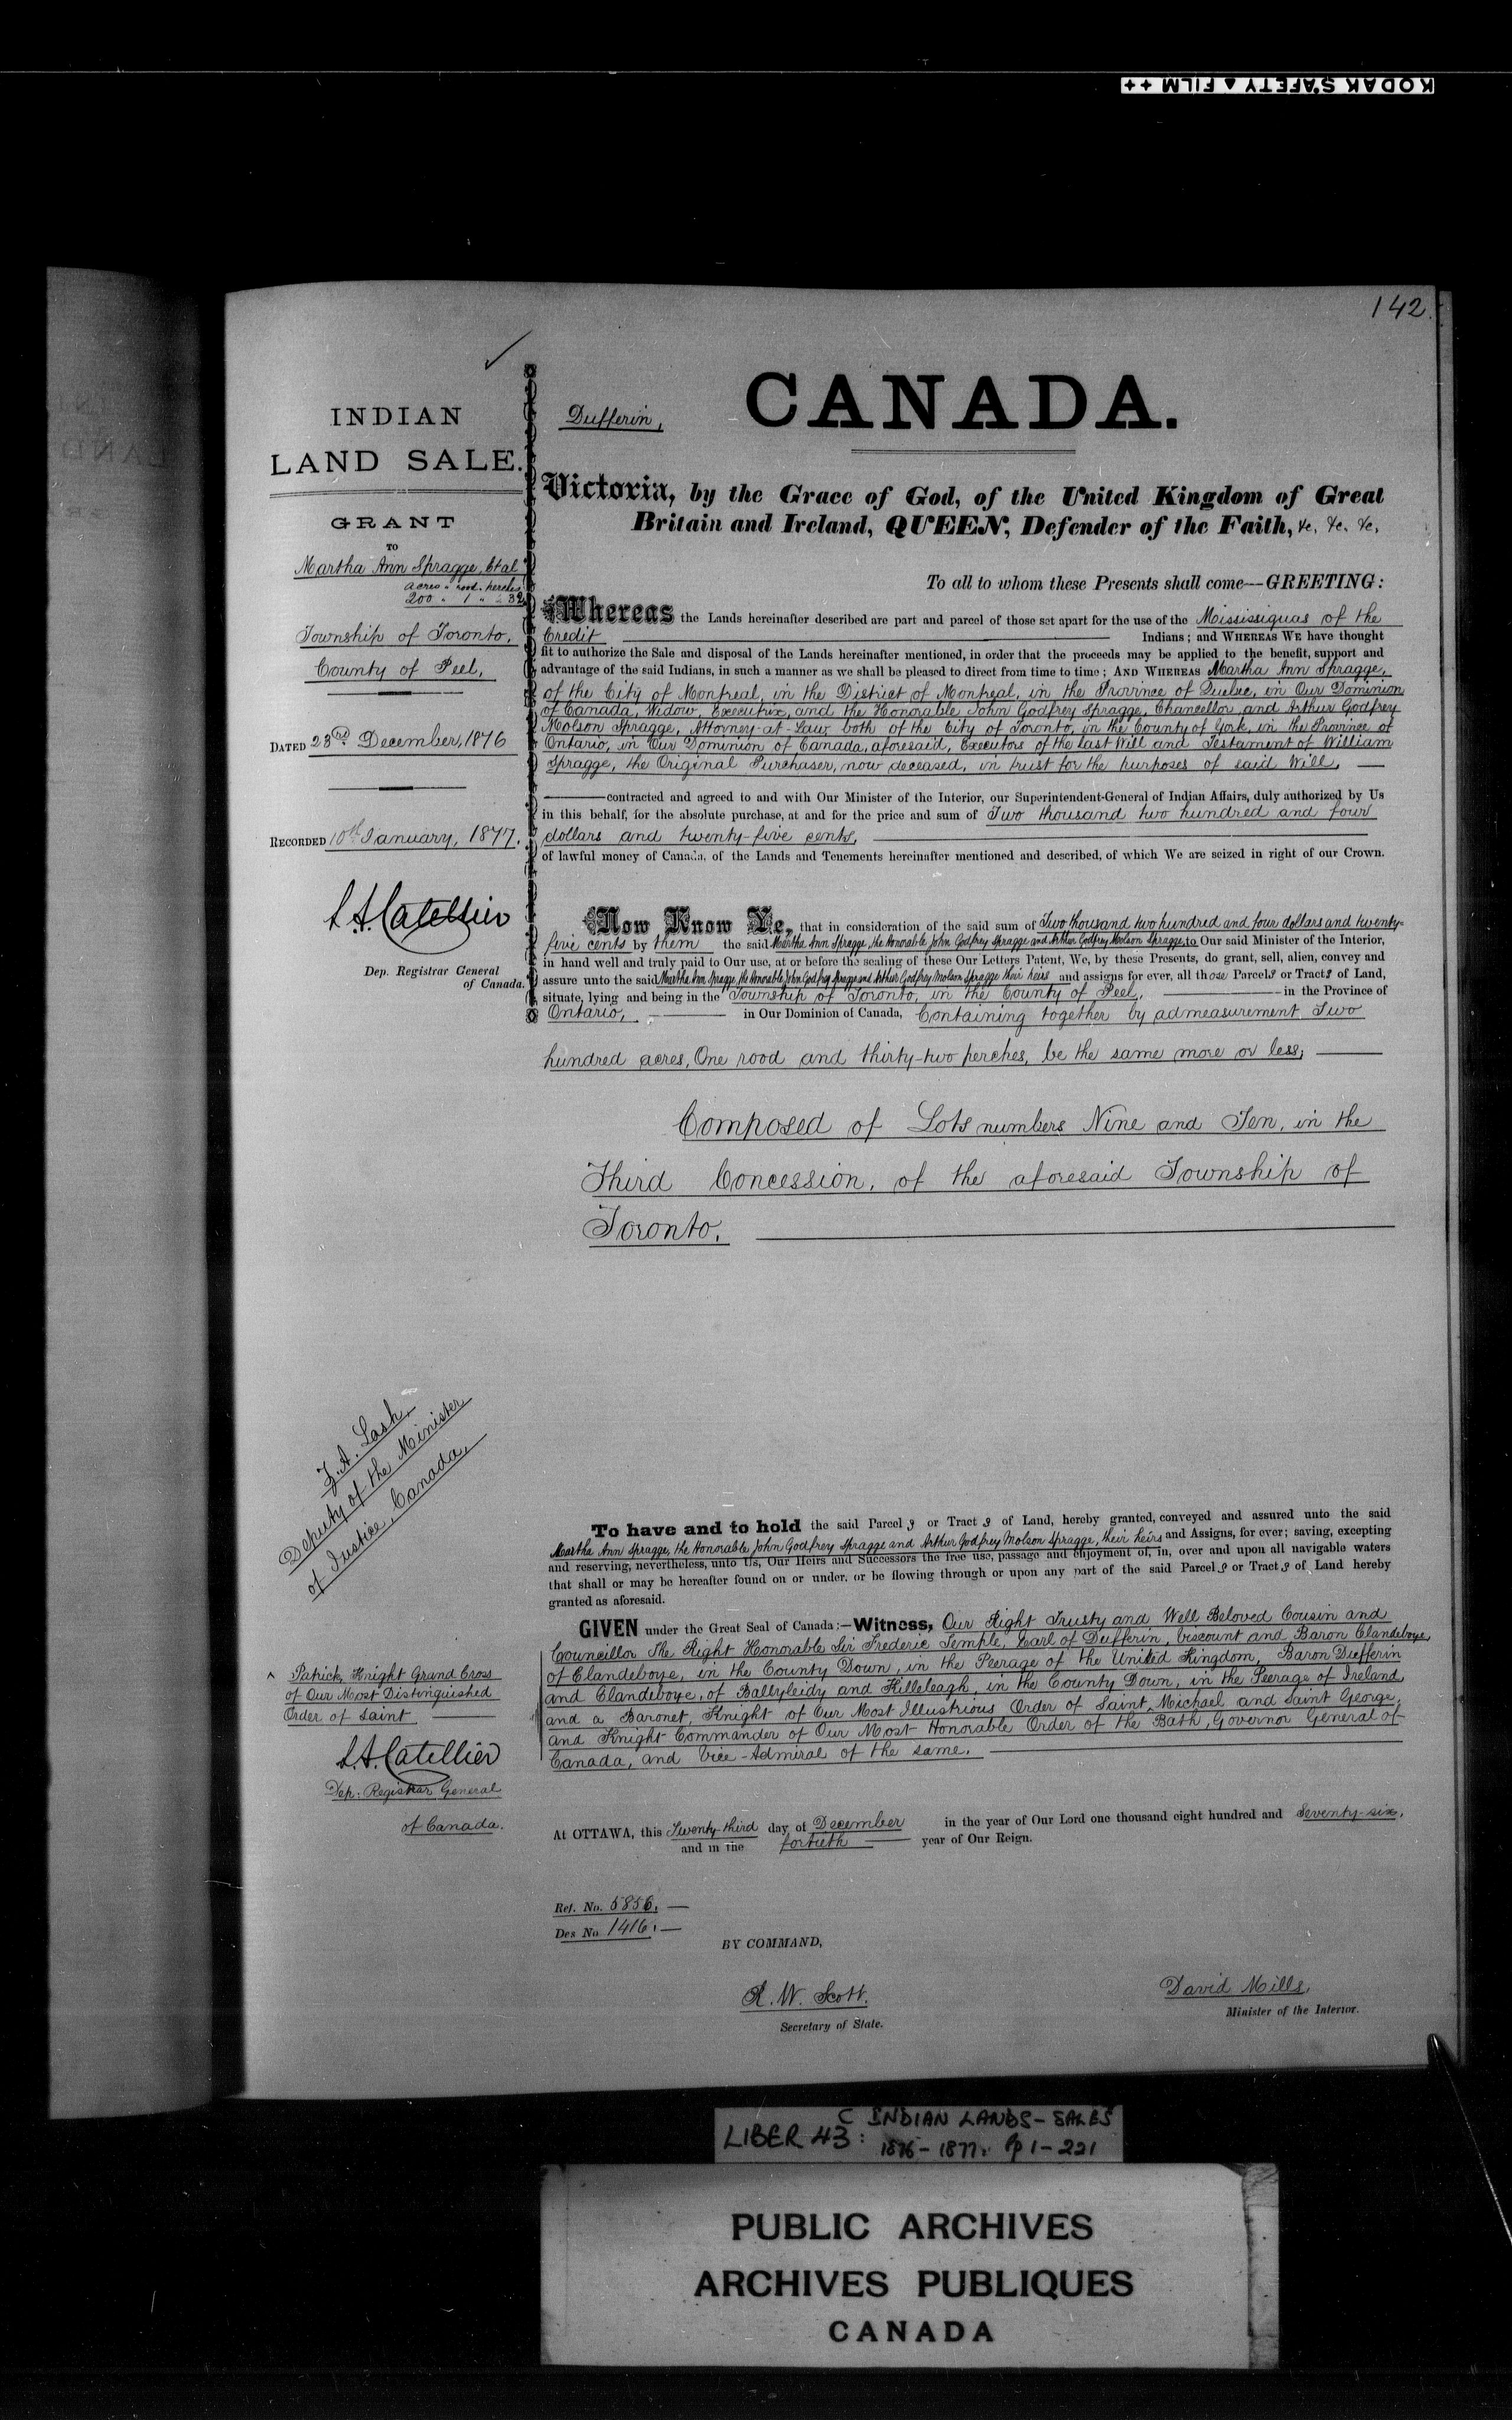 KODAK SAFETY ▲ FILM ++
142.
INDIAN
LAND SALE.
GRANT
TO
Martha Ann Spragge, Et al
acres " rood. perches
200 " 1 " 32
Township of Toronto,
County of Peel,
DATED 23rd December, 1876
RECORDED 10th January, 1877.
L.A. Catellier
Dep. Registrar General
of Canada.
Z.A. Lash,
Deputy of the Minister
of Justice, Canada,
^ Patrick, Knight Grand Cross
of Our Most Distinguished
Order of Saint
L.A. Catellier
Dep: Registrar General
of Canada.
Dufferin,
CANADA.
Victoria, by the Grace of God, of the United Kingdom of Great
Britain and Ireland, QUEEN, Defender of the Faith, &c, &c, &c,
To all to whom these Presents shall come—GREETING:
Whereas the Lands hereinafter described are part and parcel of those set apart for the use of the Mississiguas of the
Credit Indians; and WHEREAS WE have thought
fit to authorize the Sale and disposal of the Lands hereinafter mentioned, in order that the proceeds may be applied to the benefit, support and
advantage of the said Indians, in such a manner as we shall be pleased to direct from time to time; AND WHEREAS Martha Ann Spragge,
of the City of Montreal, in the District of Montreal, in the Province of Quebec, in Our Dominion
of Canada, Widow, Executrix, and the Honorable John Godfrey Spragge, Chancellor, and Arthur Godfrey
Molson Spragge, Attorney-at-Law, both of the City of Toronto, in the County of York, in the Province of
Ontario, in Our Dominion of Canada, aforesaid, Executors of the last Will and Testament of William
Spragge, the Original Purchaser, now deceased, in trust for the purposes of said Will,
contracted and agreed to and with Our Minister of the Interior, our Superintendent-General of Indian Affairs, duly authorized by Us
in this behalf, for the absolute purchase, at and for the price and sum of Two thousand two hundred and four
dollars and twenty-five cents,
of lawful money of Canada, of the Lands and Tenements hereinafter mentioned and described, of which We are seized in right of our Crown.
Now Know Ye, that in consideration of the said sum of Two thousand two hundred and four dollars and twenty-
five cents by them the said Martha Ann Spragge, the Honorable John Godfrey Spragge and Arthur Godfrey Molson Spragge, to Our said Minister of the Interior,
in hand well and truly paid to Our use, at or before the sealing of these Our Letters Patent, We, by these Presents, do grant, sell, alien, convey and
assure unto the said Martha Ann Spragge, the Honorable John Godfrey Spragge and Arthur Godfrey Molson Spragge their heirs and assigns for ever, all those Parcels or Tracts of Land,
situate, lying and being in the Township of Toronto, in the County of Peel, in the Province of
Ontario, in Our Dominion of Canada, Containing together by admeasurement Two
hundred acres, One rood and thirty-two perches, be the same more or less;
Composed of Lots numbers Nine and Ten, in the
Third Concession, of the aforesaid Township of
Toronto.
To have and to hold the said Parcels or Tracts of Land, hereby granted, conveyed and assured unto the said
Martha Ann Spragge, the Honorable John Godfrey Spragge and Arthur Godfrey Molson Spragge, their heirs and Assigns, for ever; saving, excepting
and reserving, nevertheless, unto Us, Our Heirs and Successors the free use, passage and enjoyment of, in, over and upon all navigable waters
that shall or may be hereafter found on or under, or be flowing through or upon any part of the said Parcels or Tracts of Land hereby
granted as aforesaid.
GIVEN under the Great Seal of Canada:—Witness, Our Right Trusty and Well Beloved Cousin and
Councillor The Right Honorable Sir Frederic Temple, Earl of Dufferin, Viscount and Baron Clandeboye,
of Clandeboye, in the County Down, in the Peerage of the United Kingdom, Baron Dufferin
and Clandeboye, of Ballyleidy and Killeleagh, in the County Down, in the Peerage of Ireland,
and a Baronet, Knight of Our Most Illustrious Order of Saint ^ Michael and Saint George,
and Knight Commander of Our Most Honorable Order of the Bath, Governor General of
Canada, and Vice-Admiral of the same.
At OTTAWA, this Twenty-third day of December in the year of Our Lord one thousand eight hundred and Seventy-six,
and in the fortieth year of Our Reign.
Ref. No. 5856.
Des No 1416.
BY COMMAND,
R. W. Scott.
Secretary of State.
David Mills,
Minister of the Interior.
LIBER 43: C INDIAN LANDS-SALES
1876-1877. Pp 1-221
PUBLIC ARCHIVES
ARCHIVES PUBLIQUES
CANADA